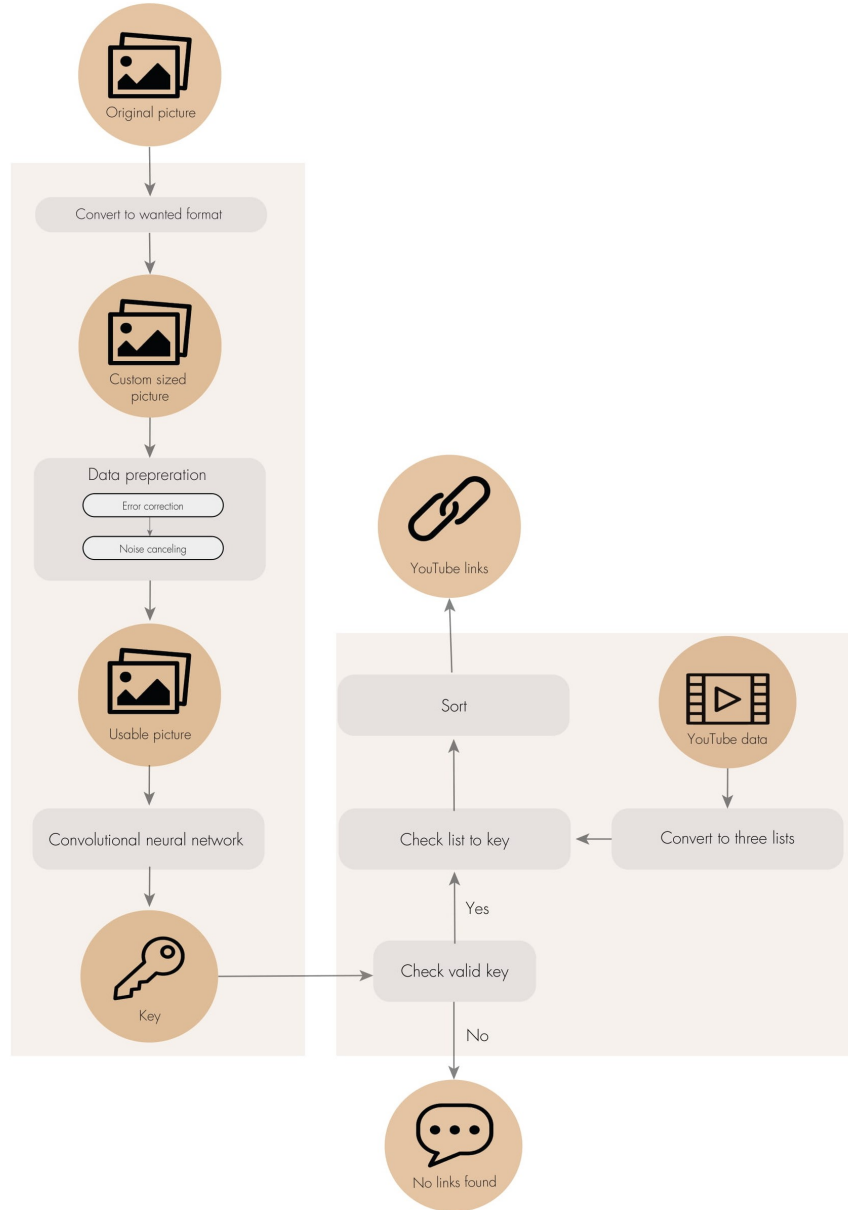 Original picture
Convert to wanted format
Custom sized
picture
Data prepreration
Error correction
Noise canceling
Usable picture
Convolutional neural network
Key
YouTube links
Sort
YouTube data
Check list to key
Convert to three lists
Yes
Check valid key
No
No links found